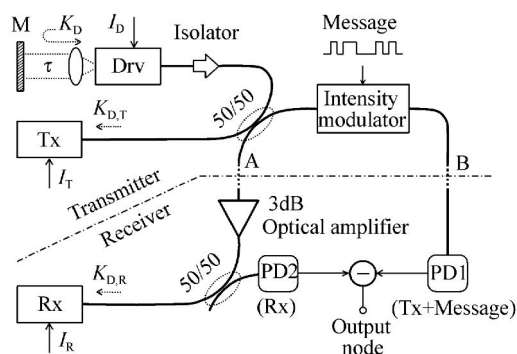 M
K_D
τ
I_D
Drv
Isolator
Message
50/50
Intensity
modulator
K_D,T
Tx
I_T
A
B
Transmitter
Receiver
3dB
Optical amplifier
50/50
K_D,R
Rx
I_R
PD2
(Rx)
−
PD1
(Tx+Message)
Output
node